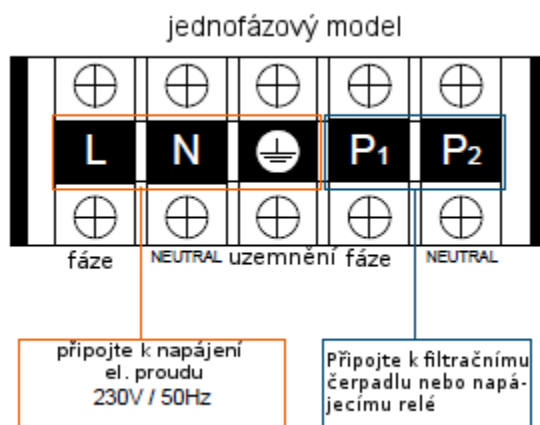 jednofázový model
L N P1 P2
fáze NEUTRAL uzemnění fáze NEUTRAL
připojte k napájení
el. proudu
230V / 50Hz
Připojte k filtračnímu
čerpadlu nebo napá-
jecímu relé